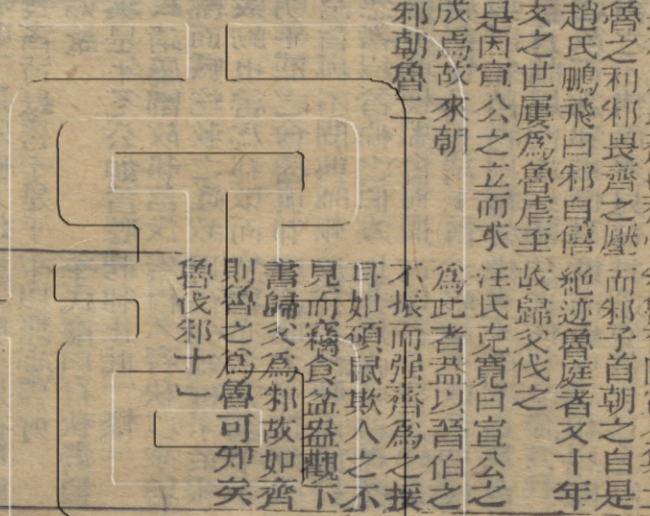 魯之利邾畏齊之壓
趙氏鵬飛曰邾自僖
文之世屢爲魯虐至
是因宣公之立而求
成焉故來朝
邾朝魯二
而邾子首朝之自是
絶迹魯庭者又十年
故歸父伐之
汪氏克寬曰宣公之
爲此者益以晉伯之
不振而强齊爲之援
耳如碩鼠欺人之不
見而竊食盆盎觀下
書歸父爲邾故如齊
則魯之爲魯可知矣
魯伐邾十一